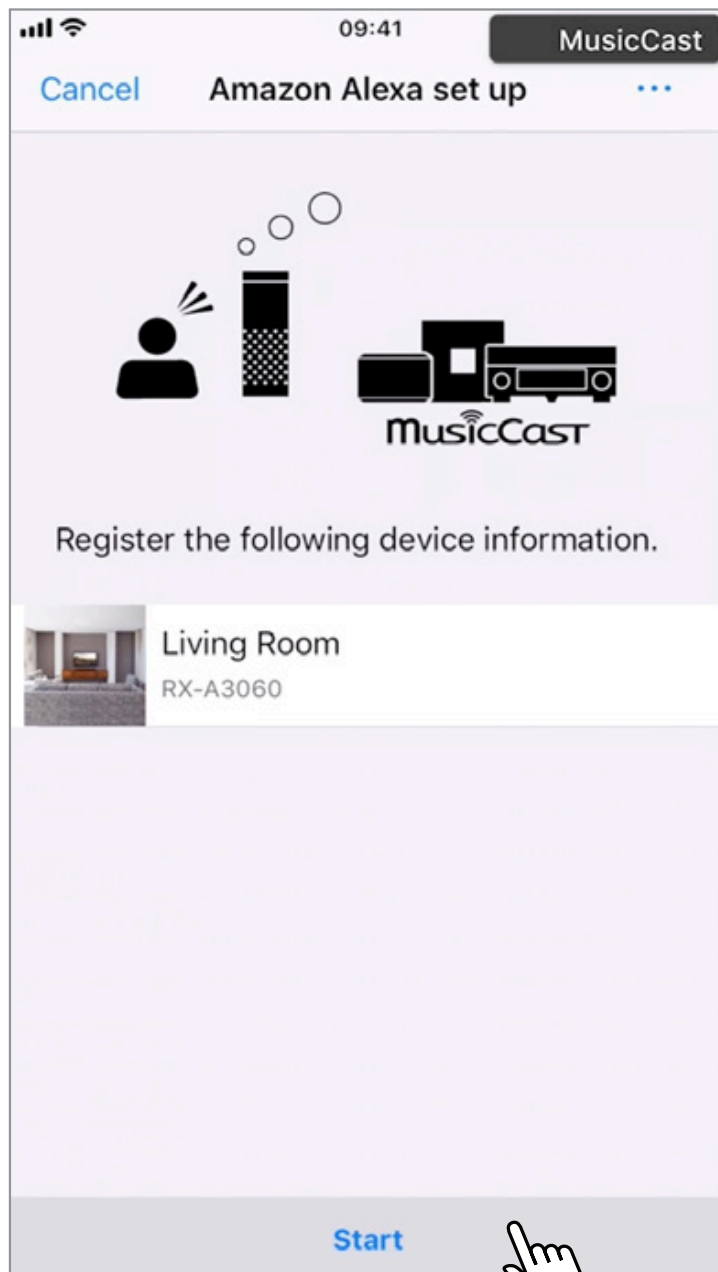 09:41
MusicCast
Cancel Amazon Alexa set up ...
MusicCast
Register the following device information.
Living Room
RX-A3060
Start